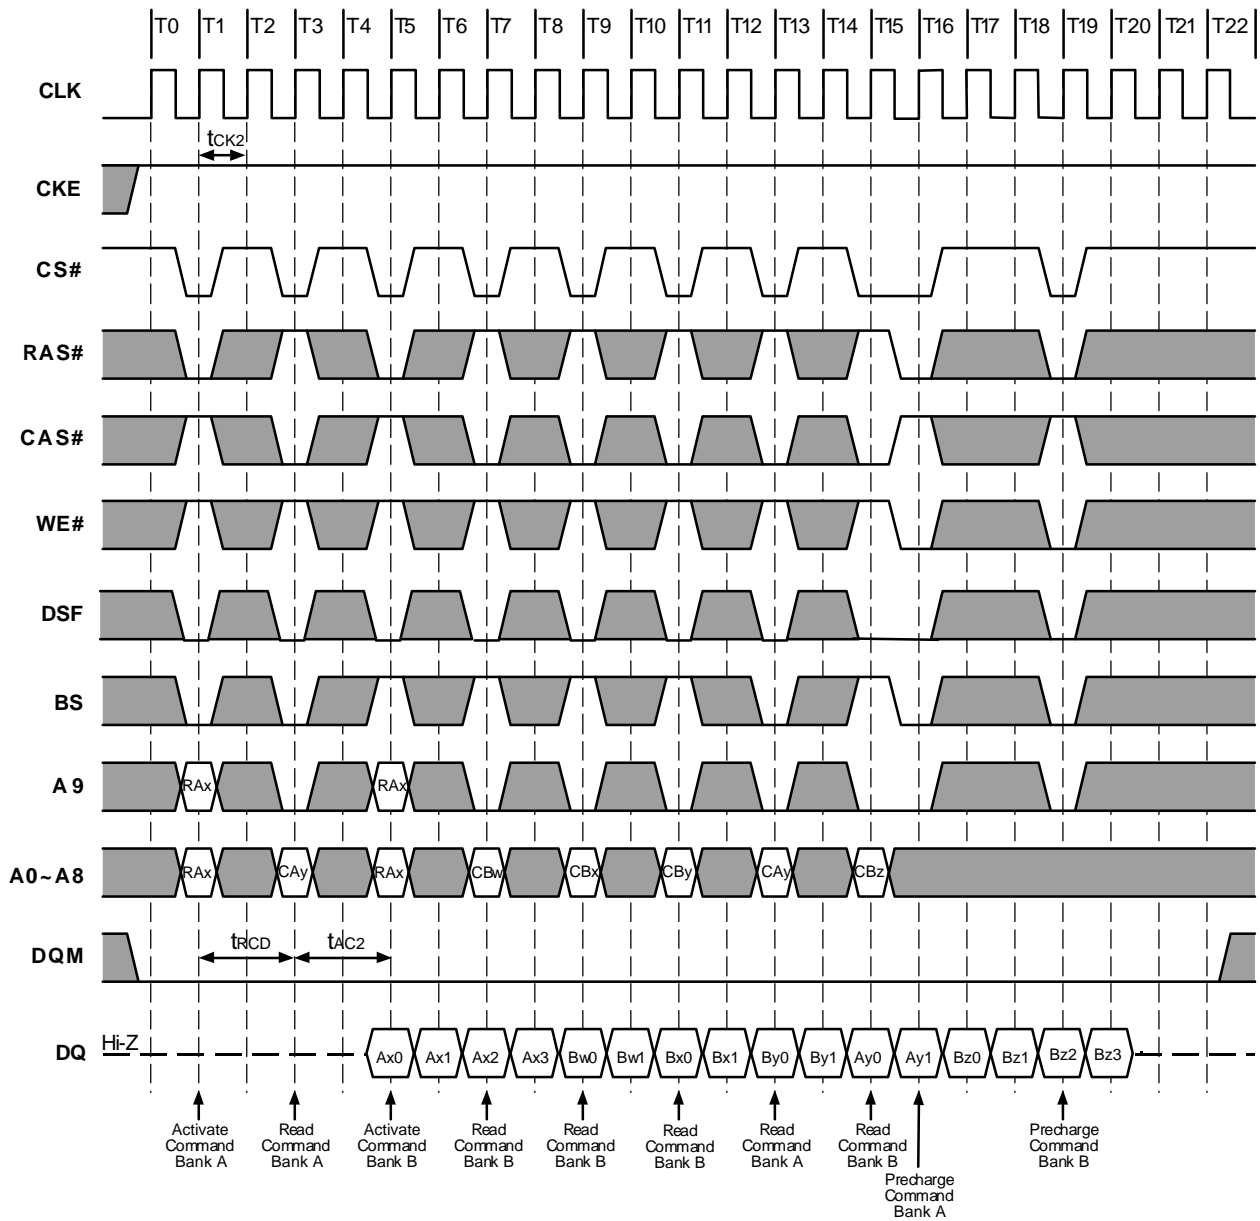 T0 T1 T2 T3 T4 T5 T6 T7 T8 T9 T10 T11 T12 T13 T14 T15 T16 T17 T18 T19 T20 T21 T22
CLK
tCK2
CKE
CS#
RAS#
CAS#
WE#
DSF
BS
A9 RAx RAx
A0~A8 RAx CAy RAx CBw CBx CBy CAy CBz
DQM tRCD tAC2
DQ Hi-Z Ax0 Ax1 Ax2 Ax3 Bw0 Bw1 Bx0 Bx1 By0 By1 Ay0 Ay1 Bz0 Bz1 Bz2 Bz3
Activate
Command
Bank A
Read
Command
Bank A
Activate
Command
Bank B
Read
Command
Bank B
Read
Command
Bank B
Read
Command
Bank B
Read
Command
Bank A
Read
Command
Bank B
Precharge
Command
Bank A
Precharge
Command
Bank B